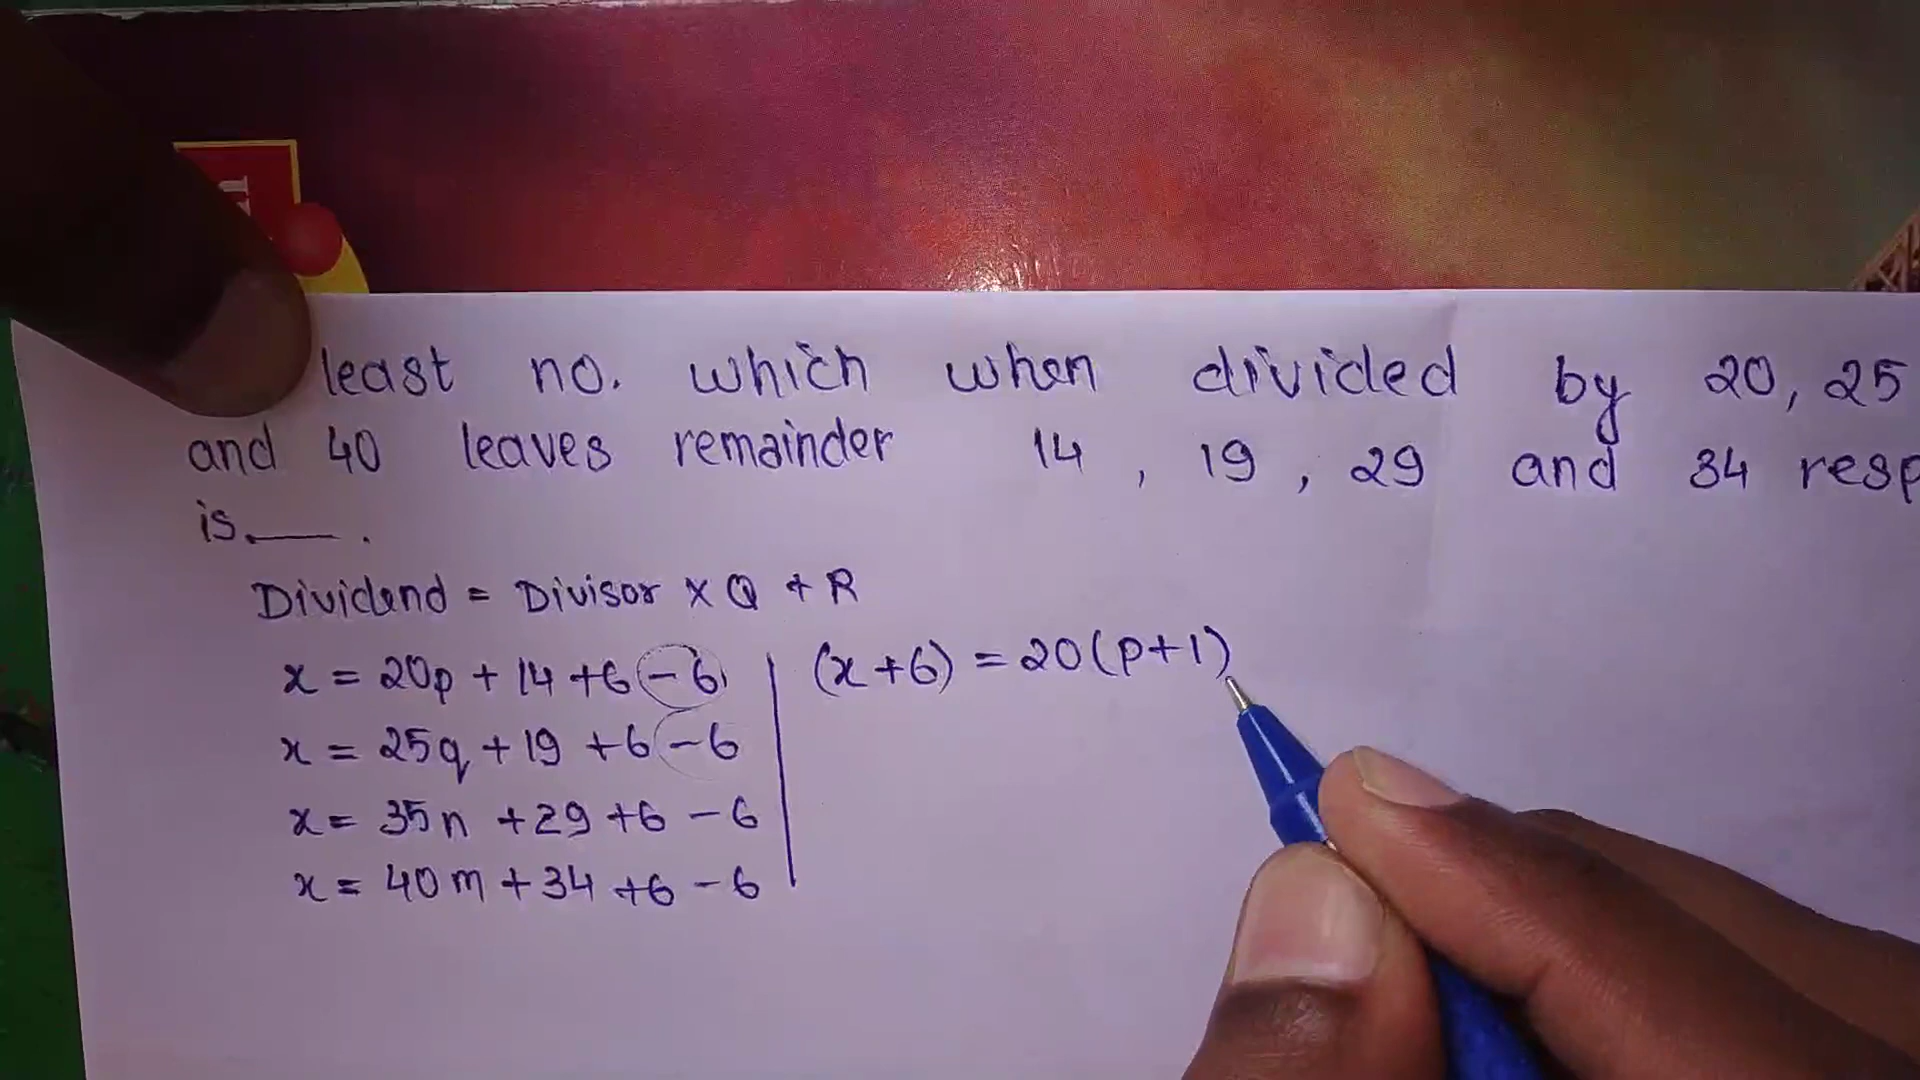 least no. which when divided by 20, 25
and 40 leaves remainder 14, 19, 29 and 34 resp
is ___.
Dividend = Divisor x Q + R
x = 20p + 14 + 6 - 6
x = 25q + 19 + 6 - 6
x = 35n + 29 + 6 - 6
x = 40m + 34 + 6 - 6
(x + 6) = 20(p+1)